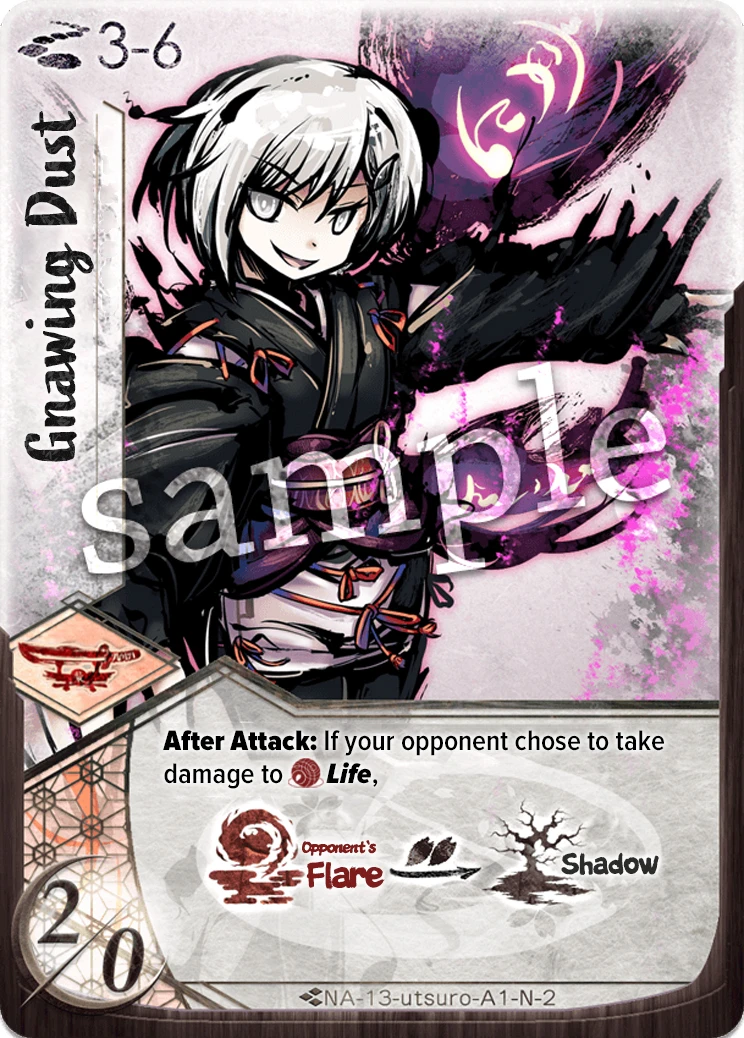 3-6
Gnawing Dust
sample
After Attack: If your opponent chose to take
damage to Life,
Opponent's
Flare
Shadow
2/0
NA-13-utsuro-A1-N-2